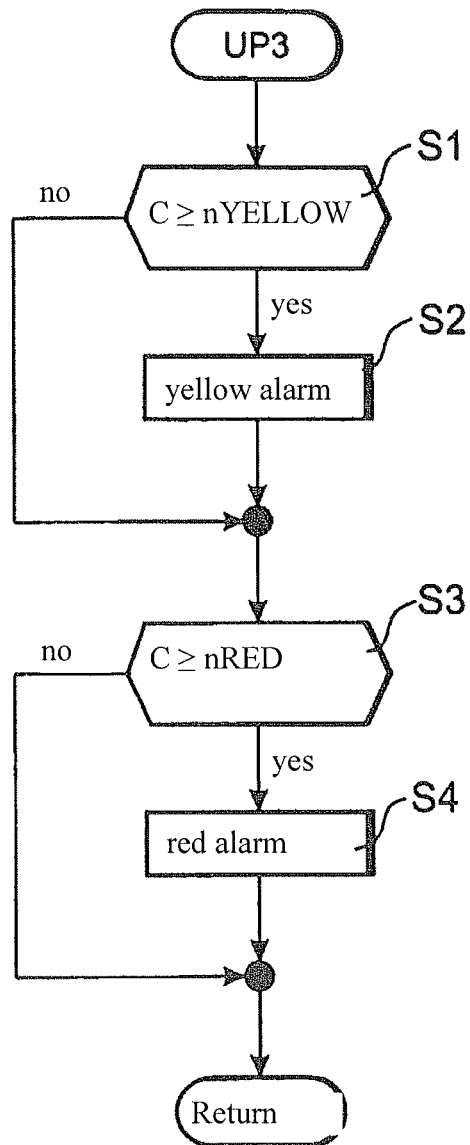 UP3
S1
no
C ≥ nYELLOW
yes
S2
yellow alarm
S3
no
C ≥ nRED
yes
S4
red alarm
Return